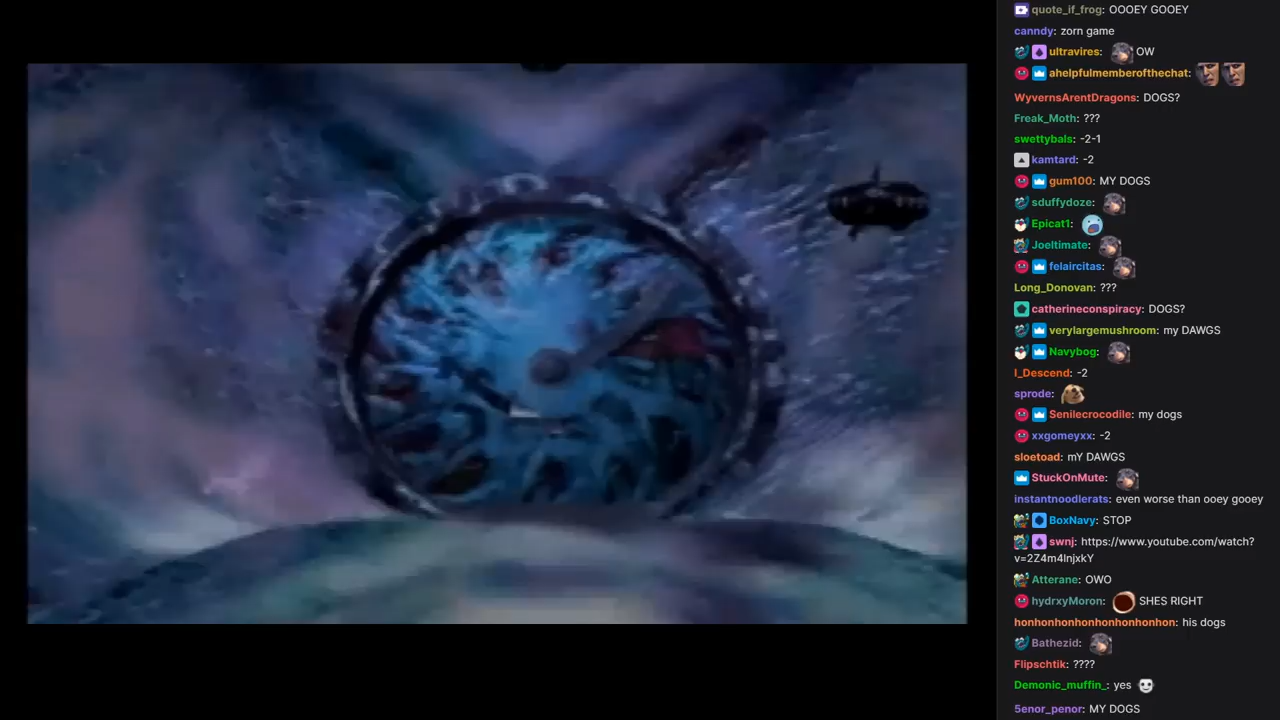 quote_if_frog: OOOEY GOOEY
canndy: zorn game
ultravires: OW
ahelpfulmemberofthechat:
WyvernsArentDragons: DOGS?
Freak_Moth: ???
swettybals: -2-1
kamtard: -2
gum100: MY DOGS
sduffydoze:
Epicat1:
Joeltimate:
felaircitas:
Long_Donovan: ???
catherineconspiracy: DOGS?
verylargemushroom: my DAWGS
Navybog:
I_Descend: -2
sprode:
Senilecrocodile: my dogs
xxgomeyxx: -2
sloetoad: mY DAWGS
StuckOnMute:
instantnoodlerats: even worse than ooey gooey
BoxNavy: STOP
swnj: https://www.youtube.com/watch?
v=2Z4m4lnjxkY
Atterane: OWO
hydrxyMoron: SHES RIGHT
honhonhonhonhonhonhonhon: his dogs
Bathezid:
Flipschtik: ????
Demonic_muffin_: yes
5enor_penor: MY DOGS